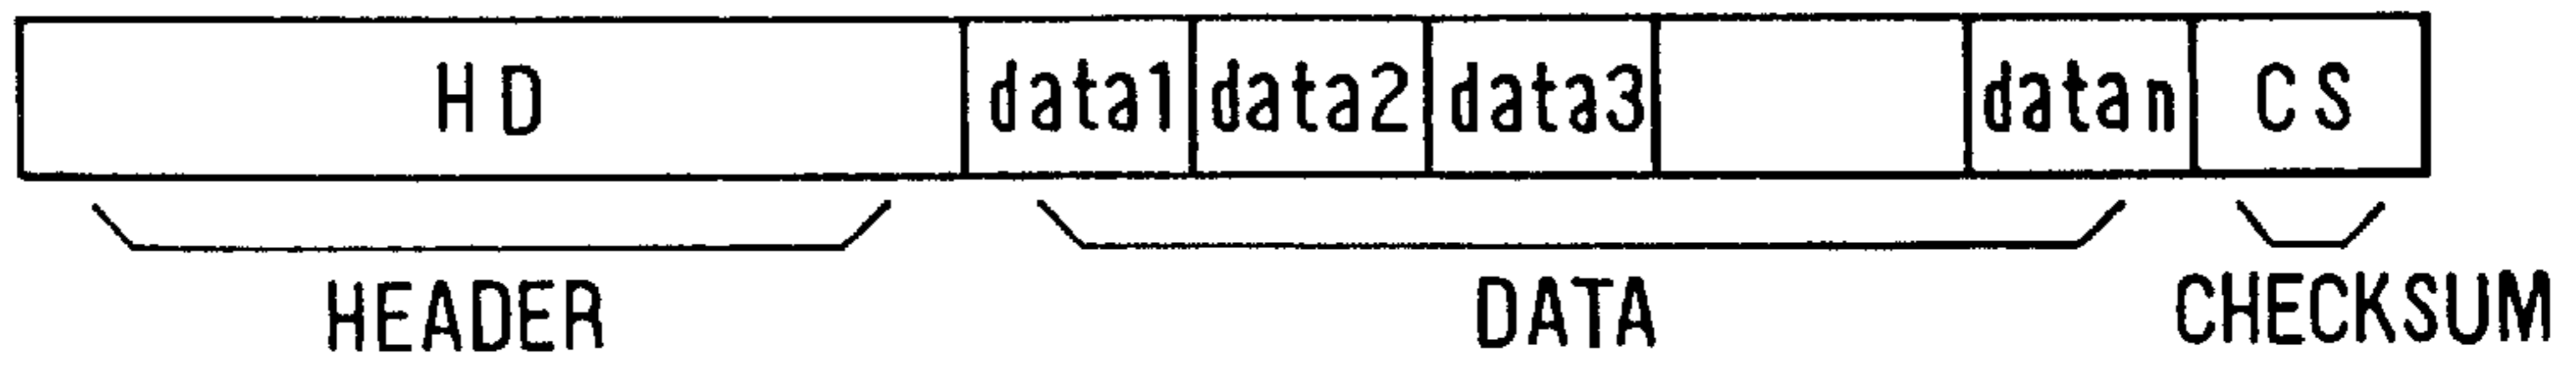 HD data1 data2 data3 datan CS
HEADER DATA CHECKSUM